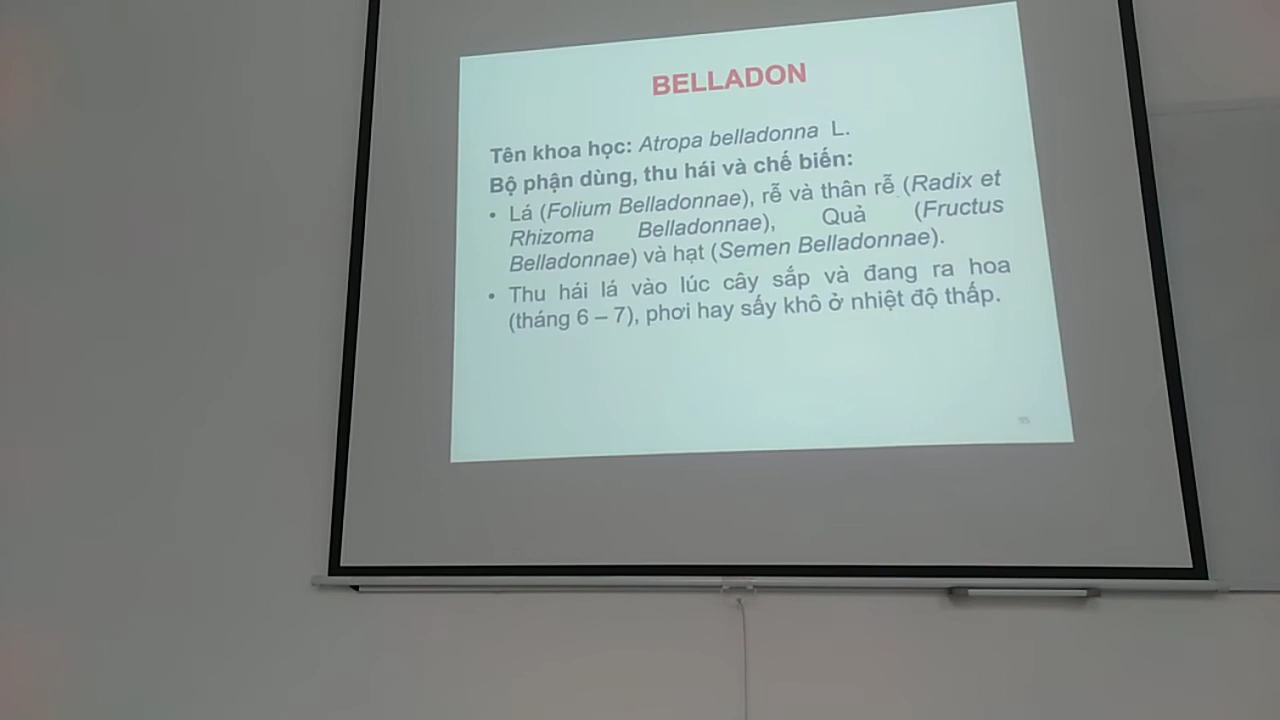 BELLADON
Tên khoa học: Atropa belladonna L.
Bộ phận dùng, thu hái và chế biến:
• Lá (Folium Belladonnae), rễ và thân rễ (Radix et
Rhizoma Belladonnae), Quả (Fructus
Belladonnae) và hạt (Semen Belladonnae).
• Thu hái lá vào lúc cây sắp và đang ra hoa
(tháng 6 – 7), phơi hay sấy khô ở nhiệt độ thấp.